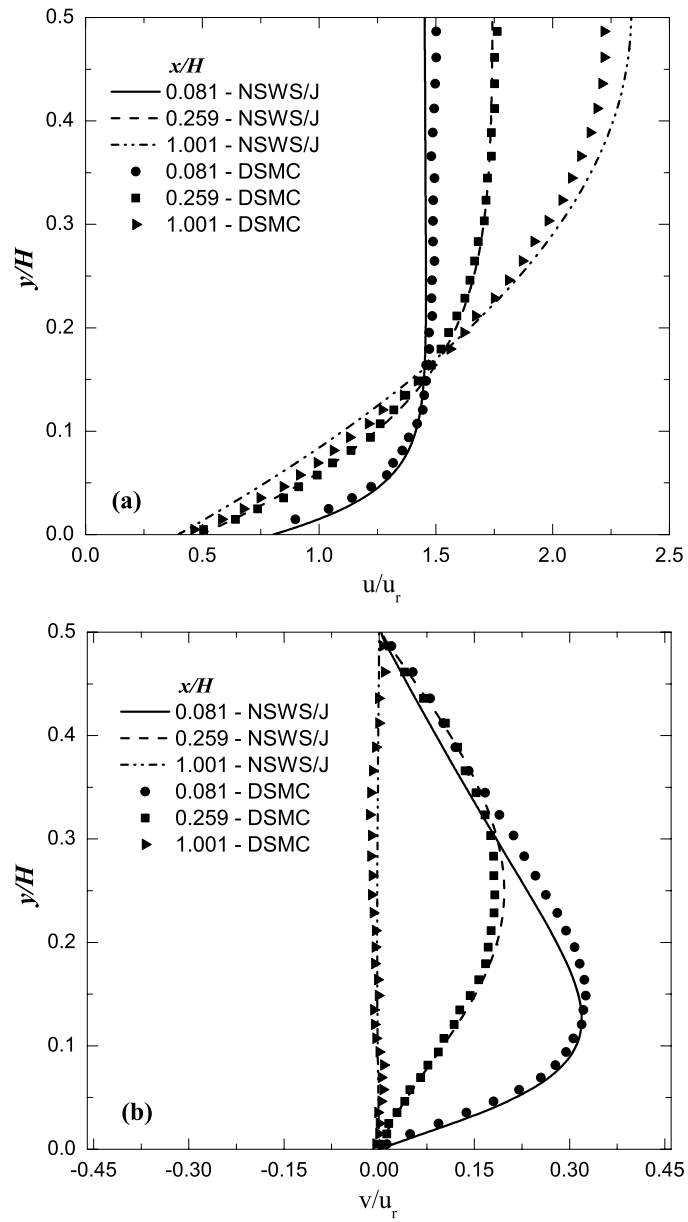 0.5
x/H
0.081 - NSWS/J
0.259 - NSWS/J
1.001 - NSWS/J
0.081 - DSMC
0.259 - DSMC
1.001 - DSMC
0.4
0.3
0.2
0.1
0.0
y/H
(a)
0.0
0.5
1.0
1.5
2.0
2.5
u/u_r
0.5
x/H
0.081 - NSWS/J
0.259 - NSWS/J
1.001 - NSWS/J
0.081 - DSMC
0.259 - DSMC
1.001 - DSMC
0.4
0.3
0.2
0.1
0.0
y/H
(b)
-0.45
-0.30
-0.15
0.00
0.15
0.30
0.45
v/u_r